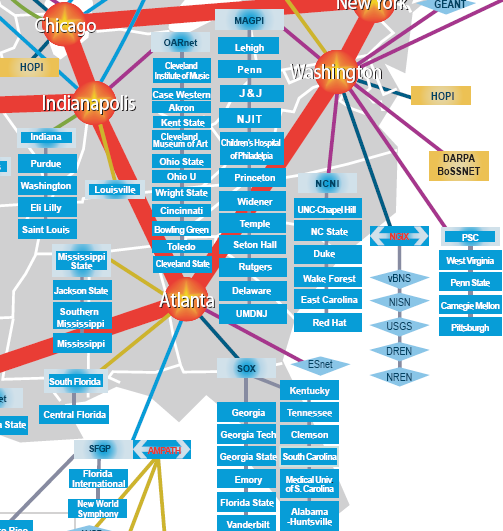 New York
GEANT
Chicago
MAGPI
OARnet
Lehigh
HOPI
Cleveland
Institute of Music
Penn
Washington
Case Western
J & J
HOPI
Indianapolis
Akron
Kent State
NJIT
Indiana
Cleveland
Museum of Art
Children's Hospital
of Philadelpia
Purdue
Ohio State
DARPA
BoSSNET
Washington
Louisville
Ohio U
Princeton
NCNI
Eli Lilly
Wright State
Widener
UNC-Chapel Hill
Saint Louis
Cincinnati
Temple
NC State
NGIX
PSC
Bowling Green
Toledo
Seton Hall
Duke
West Virginia
Mississippi
State
Cleveland State
Rutgers
Wake Forest
vBNS
Penn State
Jackson State
Atlanta
Delaware
East Carolina
NISN
Carnegie Mellon
Southern
Mississippi
UMDNJ
Red Hat
USGS
Pittsburgh
Mississippi
DREN
SOX
ESnet
NREN
South Florida
Kentucky
et
Central Florida
Georgia
Tennessee
a State
Georgia Tech
Clemson
SFGP
AMPATH
Georgia State
South Carolina
Florida
International
Emory
Medical Univ
of S. Carolina
New World
Symphony
Florida State
Alabama
-Huntsville
Vanderbilt